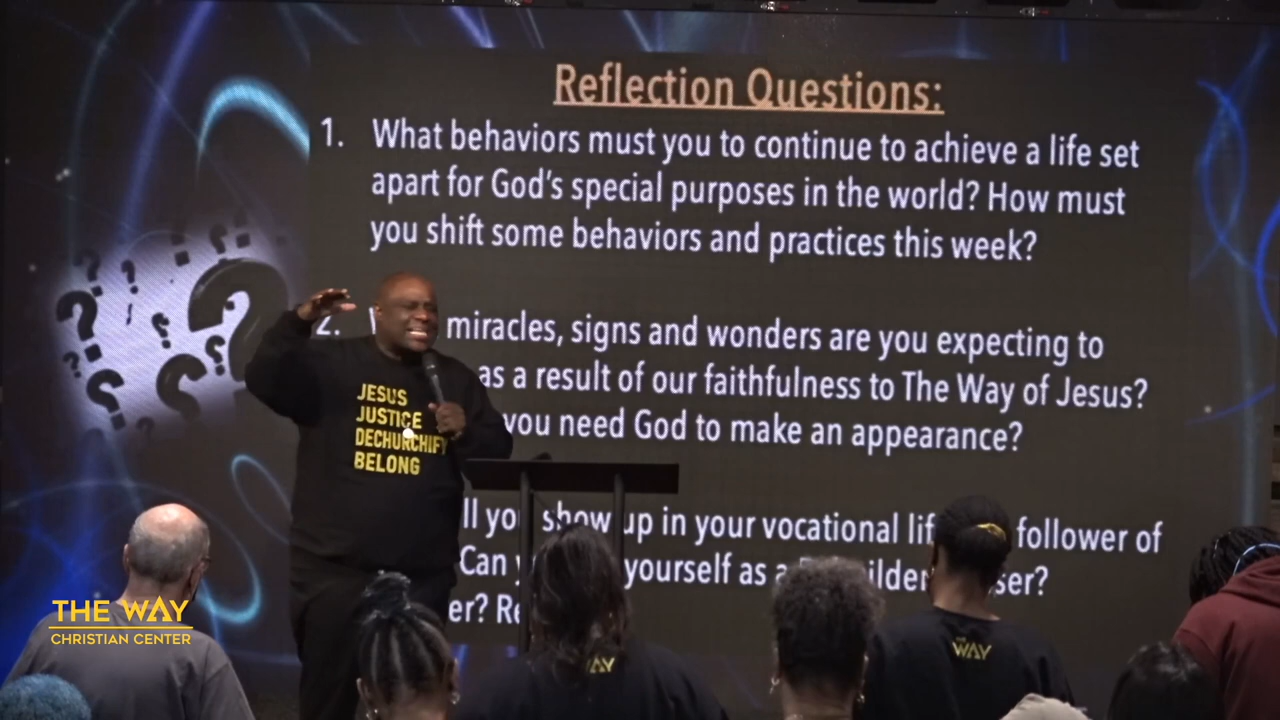 Reflection Questions:
1. What behaviors must you to continue to achieve a life set
apart for God's special purposes in the world? How must
you shift some behaviors and practices this week?
2. miracles, signs and wonders are you expecting to
as a result of our faithfulness to The Way of Jesus?
you need God to make an appearance?
show up in your vocational follower of
Can yourself as a
JESUS
JUSTICE
DECHURCHIFY
BELONG
THE WAY
CHRISTIAN CENTER
WAY
THE
WAY